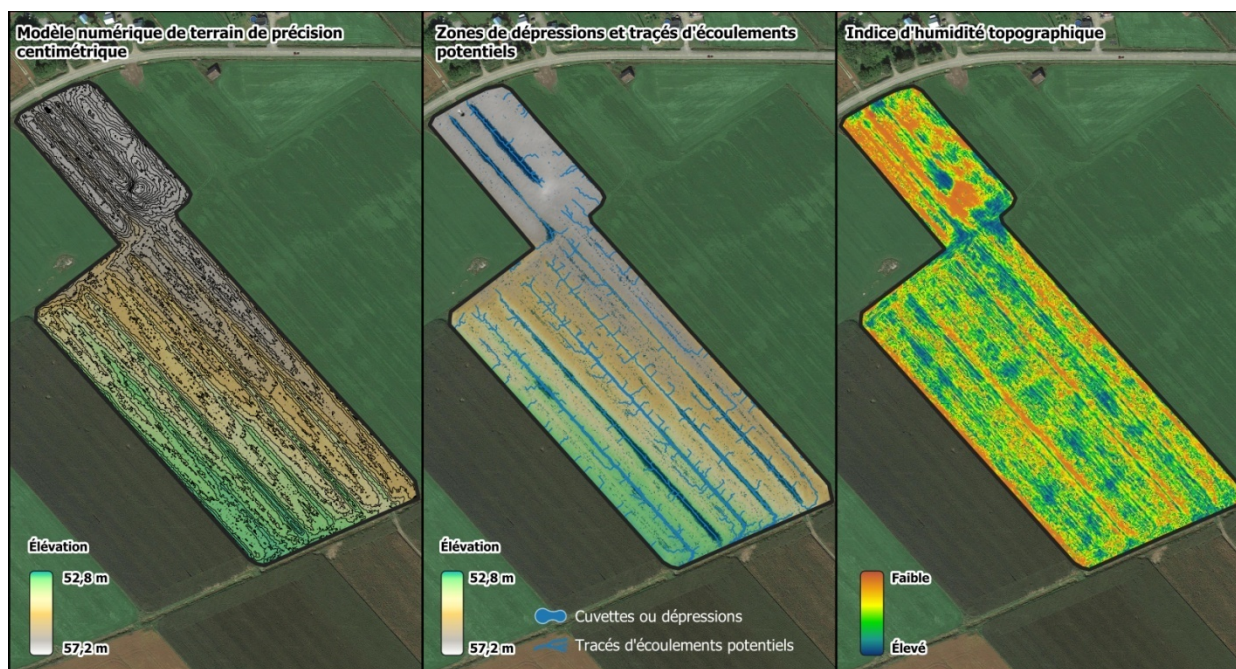 Modèle numérique de terrain de précision
centimétrique
Élévation
52,8 m
57,2 m
Zones de dépressions et tracés d'écoulements
potentiels
Élévation
52,8 m
57,2 m
Cuvettes ou dépressions
Tracés d'écoulements potentiels
Indice d'humidité topographique
Faible
Élevé